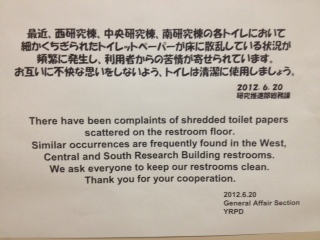 最近、西研究棟、中央研究棟、南研究棟の各トイレにおいて
細かくちぎられたトイレットペーパーが床に散乱している状況が
頻繁に発生し、利用者からの苦情が寄せられています。
お互いに不快な思いをしないよう、トイレは清潔に使用しましょう。
2012. 6. 20
研究推進部総務課
There have been complaints of shredded toilet papers
scattered on the restroom floor.
Similar occurrences are frequently found in the West,
Central and South Research Building restrooms.
We ask everyone to keep our restrooms clean.
Thank you for your cooperation.
2012.6.20
General Affair Section
YRPD